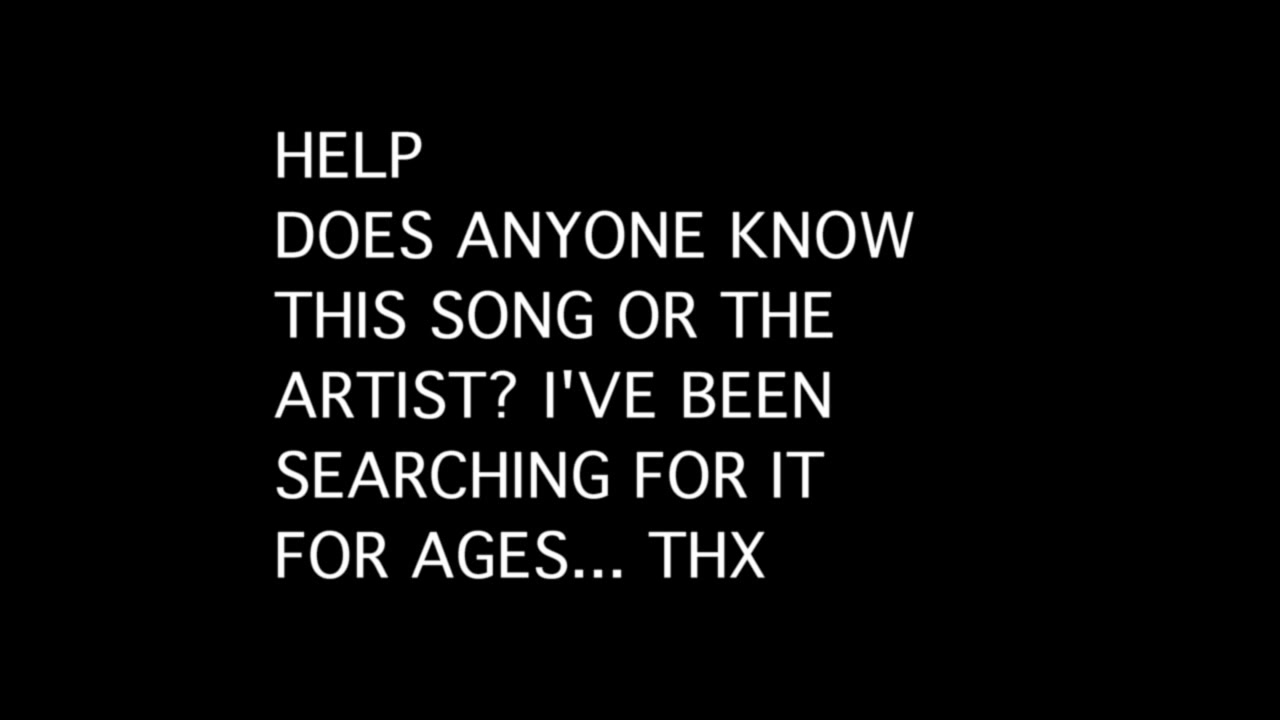 HELP
DOES ANYONE KNOW
THIS SONG OR THE
ARTIST? I'VE BEEN
SEARCHING FOR IT
FOR AGES... THX